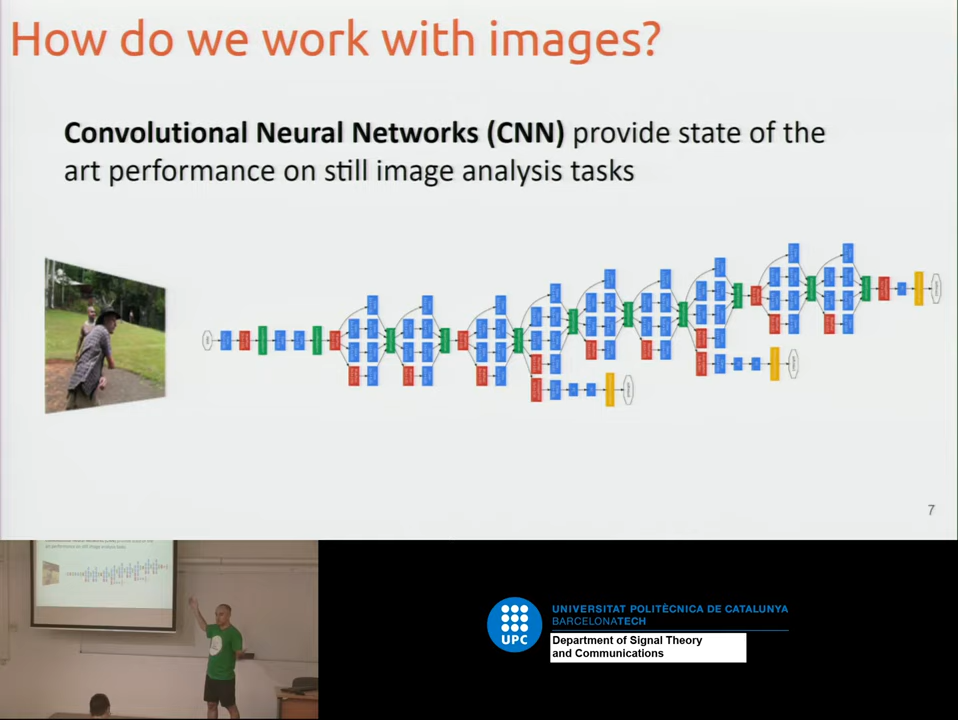 How do we work with images?
Convolutional Neural Networks (CNN) provide state of the
art performance on still image analysis tasks
7
UPC
UNIVERSITAT POLITÈCNICA DE CATALUNYA
BARCELONATECH
Department of Signal Theory
and Communications